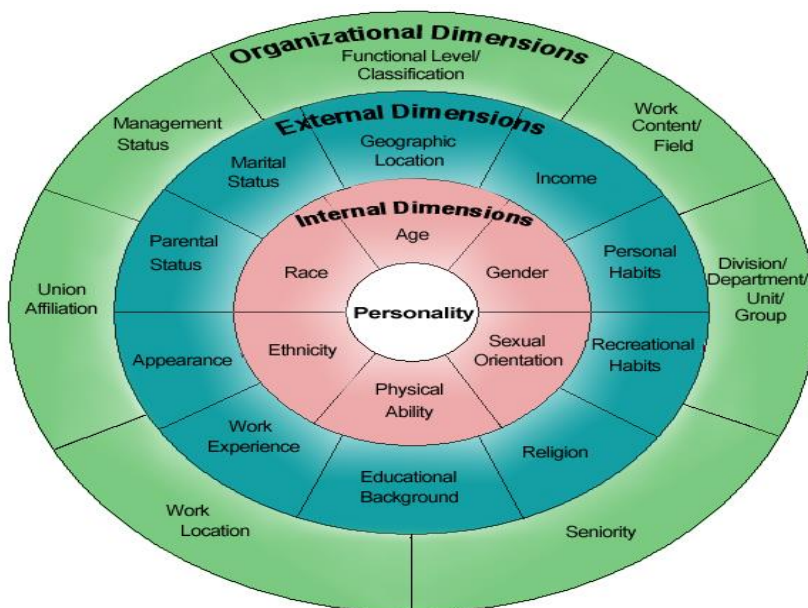 Organizational Dimensions
Functional Level/
Classification
Management
Status
Work
Content/
Field
External Dimensions
Marital
Status
Geographic
Location
Income
Union
Affiliation
Parental
Status
Personal
Habits
Division/
Department/
Unit/
Group
Internal Dimensions
Age
Race
Gender
Personality
Ethnicity
Sexual
Orientation
Physical
Ability
Appearance
Recreational
Habits
Work
Experience
Educational
Background
Religion
Work
Location
Seniority